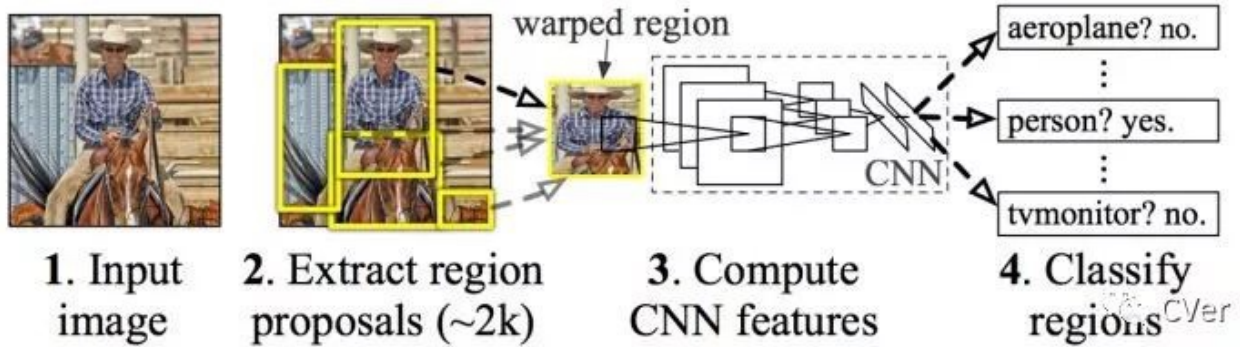 warped region
aeroplane? no.
person? yes.
CNN
tvmonitor? no.
1. Input
image
2. Extract region
proposals (~2k)
3. Compute
CNN features
4. Classify
regions
CVer